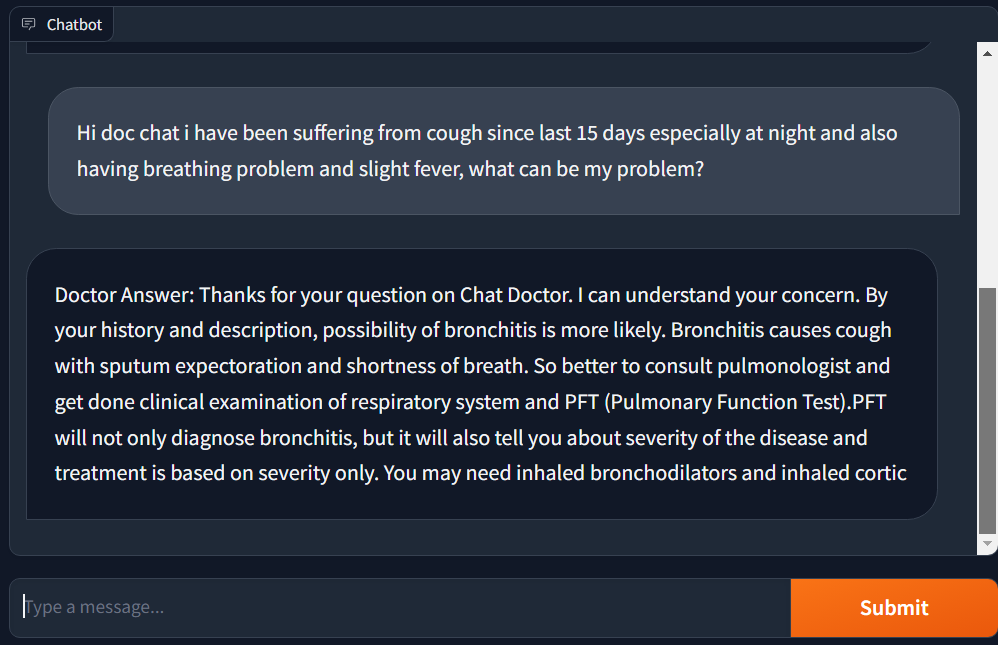 Chatbot
Hi doc chat i have been suffering from cough since last 15 days especially at night and also
having breathing problem and slight fever, what can be my problem?
Doctor Answer: Thanks for your question on Chat Doctor. I can understand your concern. By
your history and description, possibility of bronchitis is more likely. Bronchitis causes cough
with sputum expectoration and shortness of breath. So better to consult pulmonologist and
get done clinical examination of respiratory system and PFT (Pulmonary Function Test).PFT
will not only diagnose bronchitis, but it will also tell you about severity of the disease and
treatment is based on severity only. You may need inhaled bronchodilators and inhaled cortic
Type a message...
Submit